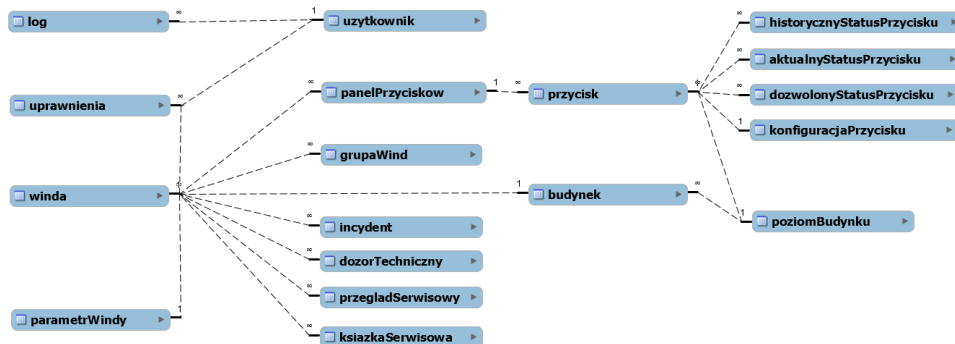 log
uzytkownik
historycznyStatusPrzycisku
aktualnyStatusPrzycisku
uprawnienia
panelPrzyciskow
przycisk
dozwolonyStatusPrzycisku
konfiguracjaPrzycisku
grupaWind
winda
budynek
incydent
poziomBudynku
dozorTechniczny
przegladSerwisowy
parametrWindy
ksiazkaSerwisowa